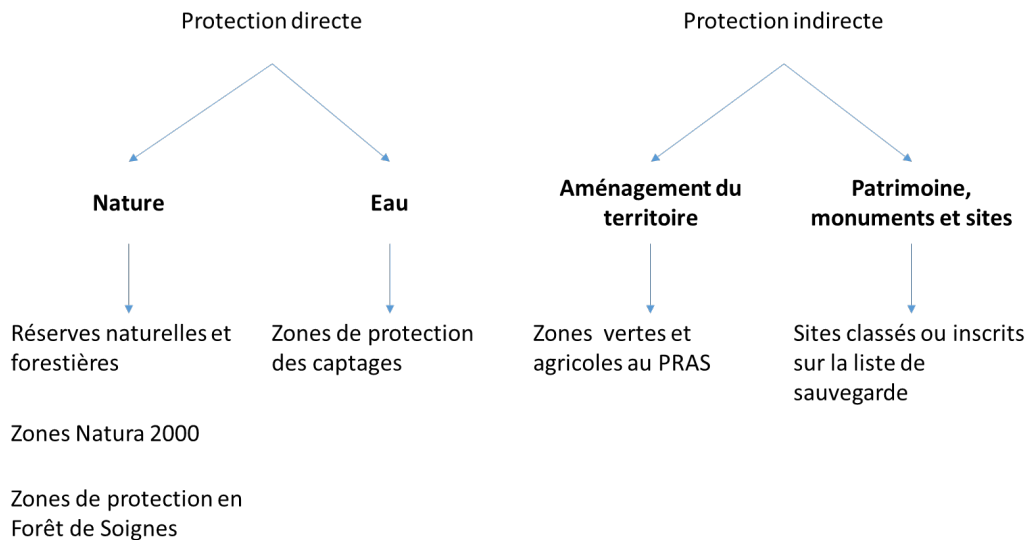 Protection directe
Protection indirecte
Nature
Eau
Aménagement du
territoire
Patrimoine,
monuments et sites
Réserves naturelles et
forestières
Zones de protection
des captages
Zones vertes et
agricoles au PRAS
Sites classés ou inscrits
sur la liste de
sauvegarde
Zones Natura 2000
Zones de protection en
Forêt de Soignes